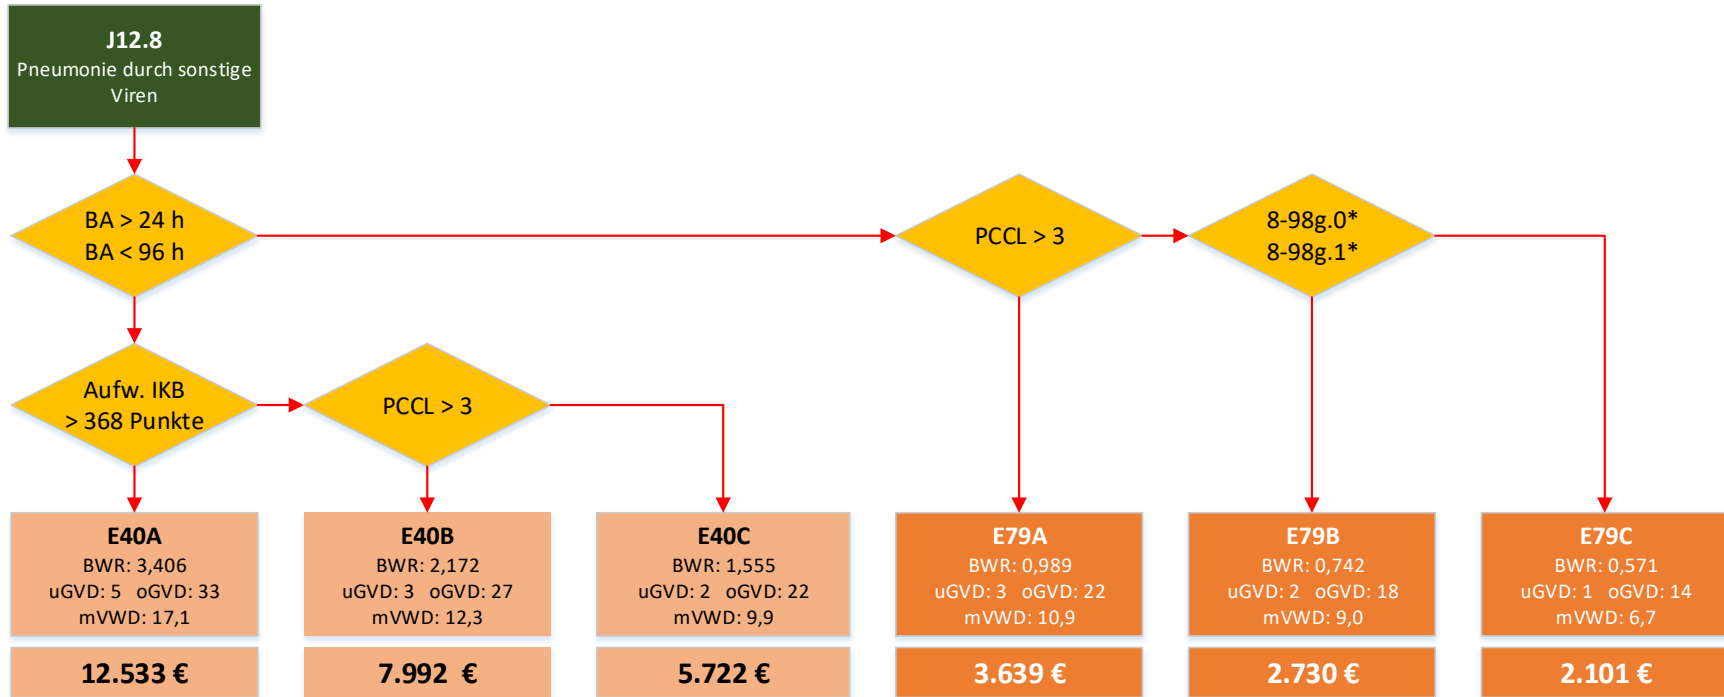 J12.8
Pneumonie durch sonstige
Viren
BA > 24 h
BA < 96 h
PCCL > 3
8-98g.0*
8-98g.1*
Aufw. IKB
> 368 Punkte
PCCL > 3
E40A
BWR: 3,406
uGVD: 5 oGVD: 33
mVWD: 17,1
12.533 €
E40B
BWR: 2,172
uGVD: 3 oGVD: 27
mVWD: 12,3
7.992 €
E40C
BWR: 1,555
uGVD: 2 oGVD: 22
mVWD: 9,9
5.722 €
E79A
BWR: 0,989
uGVD: 3 oGVD: 22
mVWD: 10,9
3.639 €
E79B
BWR: 0,742
uGVD: 2 oGVD: 18
mVWD: 9,0
2.730 €
E79C
BWR: 0,571
uGVD: 1 oGVD: 14
mVWD: 6,7
2.101 €